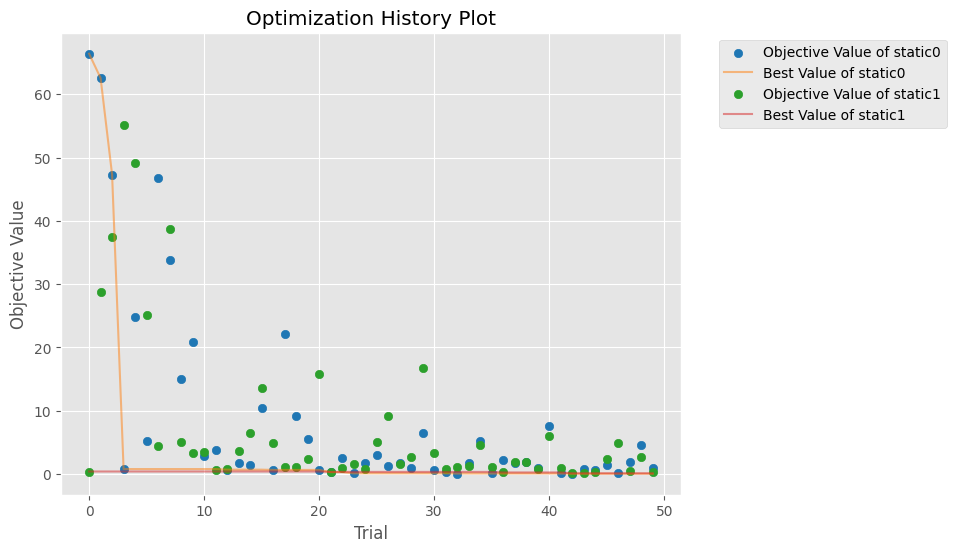 Optimization History Plot
Objective Value of static0
Best Value of static0
Objective Value of static1
Best Value of static1
Objective Value
60
50
40
30
20
10
0
0 10 20 30 40 50
Trial